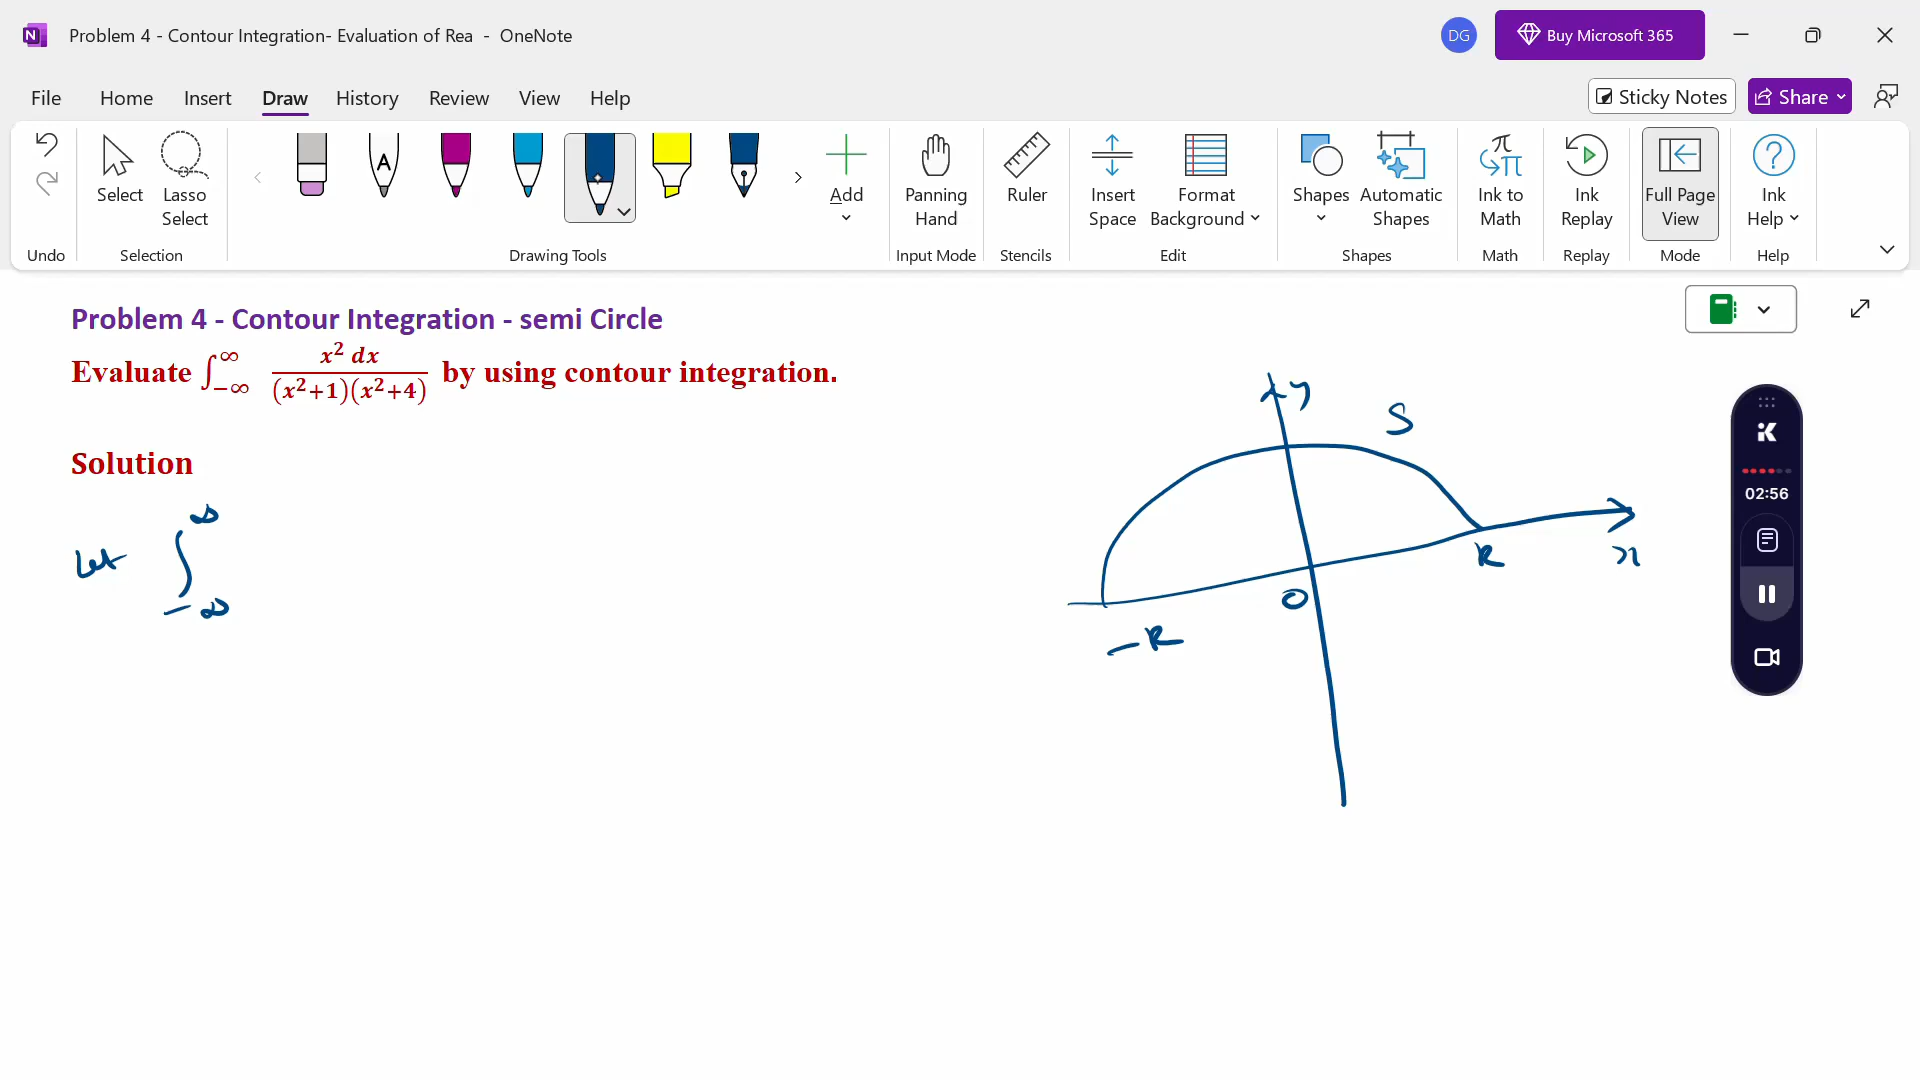 Problem 4 - Contour Integration- Evaluation of Rea - OneNote
DG
Buy Microsoft 365
File Home Insert Draw History Review View Help
Sticky Notes
Share
A
Select
Lasso Select
Add
Panning Hand
Ruler
Insert Space
Format Background
Shapes
Automatic Shapes
Ink to Math
Ink Replay
Full Page View
Ink Help
Undo Selection Drawing Tools Input Mode Stencils Edit Shapes Math Replay Mode Help
Problem 4 - Contour Integration - semi Circle
Evaluate ∫_{-∞}^{∞} x² dx / (x²+1)(x²+4) by using contour integration.
Solution
Let ∫_{-∞}^{∞}
y
S
R
x
O
-R
02:56